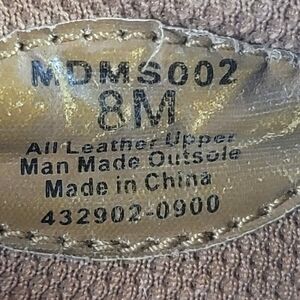 MDMS002
8M
All Leather Upper
Man Made Outsole
Made in China
432902-0900